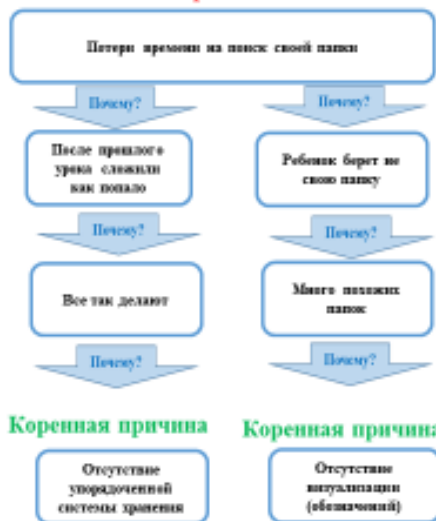 Потери времени на поиск своей папки
Почему?
Почему?
После прошлого
урока сложили
как попало
Ребенок берет не
свою папку
Почему?
Почему?
Все так делают
Много похожих
папок
Почему?
Почему?
Коренная причина
Коренная причина
Отсутствие
упорядоченной
системы хранения
Отсутствие
визуализации
(обозначений)